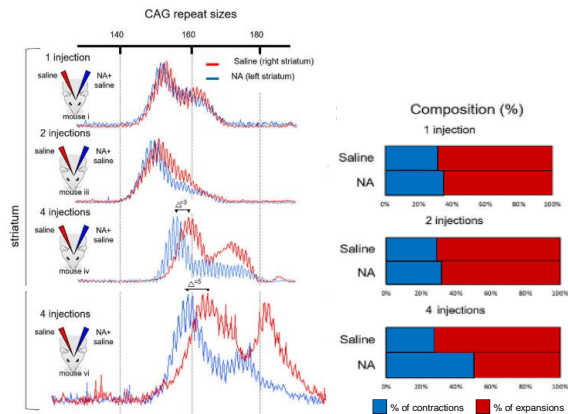 CAG repeat sizes
140 160 180
striatum
1 injection
saline
NA+
saline
mouse i
Saline (right striatum)
NA (left striatum)
2 injections
saline
NA+
saline
mouse iii
4 injections
saline
NA+
saline
mouse iv
△-3
4 injections
saline
NA+
saline
mouse vi
△-5
Composition (%)
1 injection
Saline
NA
0% 20% 40% 60% 80% 100%
2 injections
Saline
NA
0% 20% 40% 60% 80% 100%
4 injections
Saline
NA
0% 20% 40% 60% 80% 100%
% of contractions
% of expansions